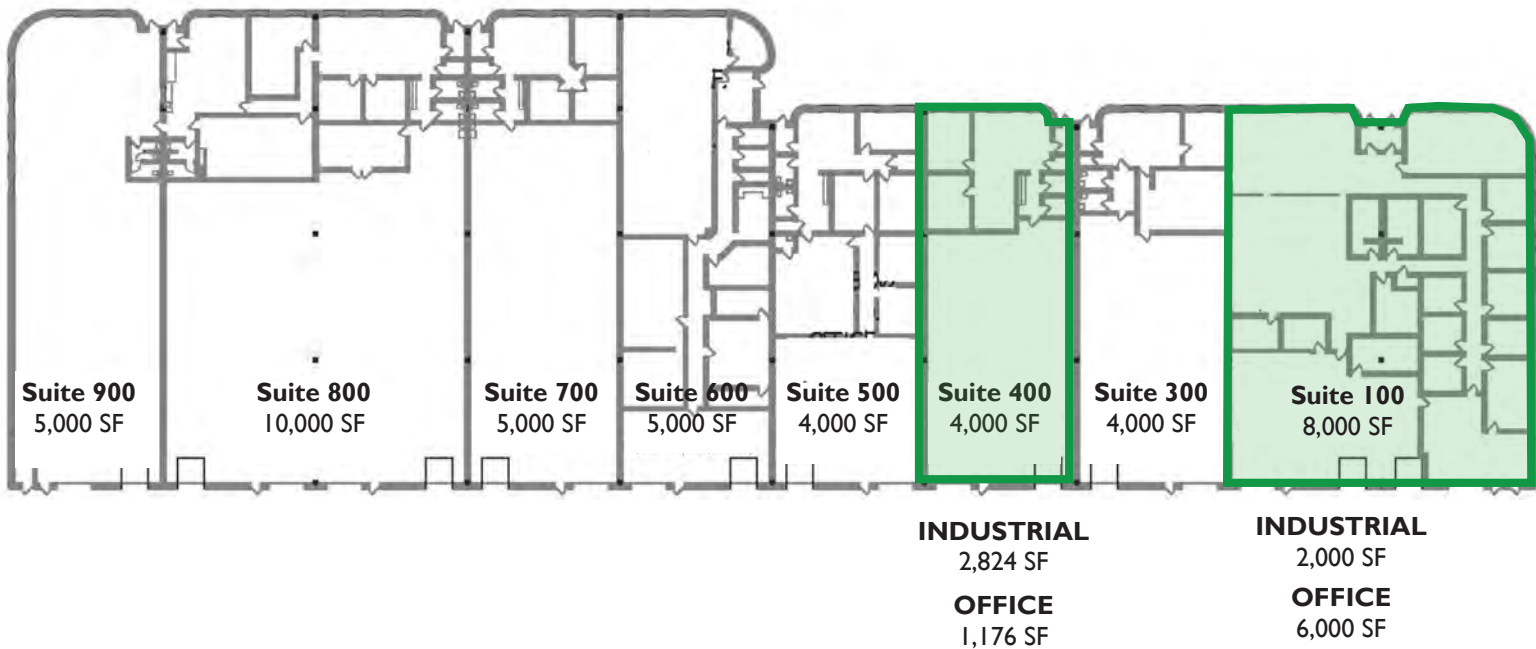 Suite 900
5,000 SF
Suite 800
10,000 SF
Suite 700
5,000 SF
Suite 600
5,000 SF
Suite 500
4,000 SF
Suite 400
4,000 SF
Suite 300
4,000 SF
Suite 100
8,000 SF
INDUSTRIAL
2,824 SF
OFFICE
1,176 SF
INDUSTRIAL
2,000 SF
OFFICE
6,000 SF